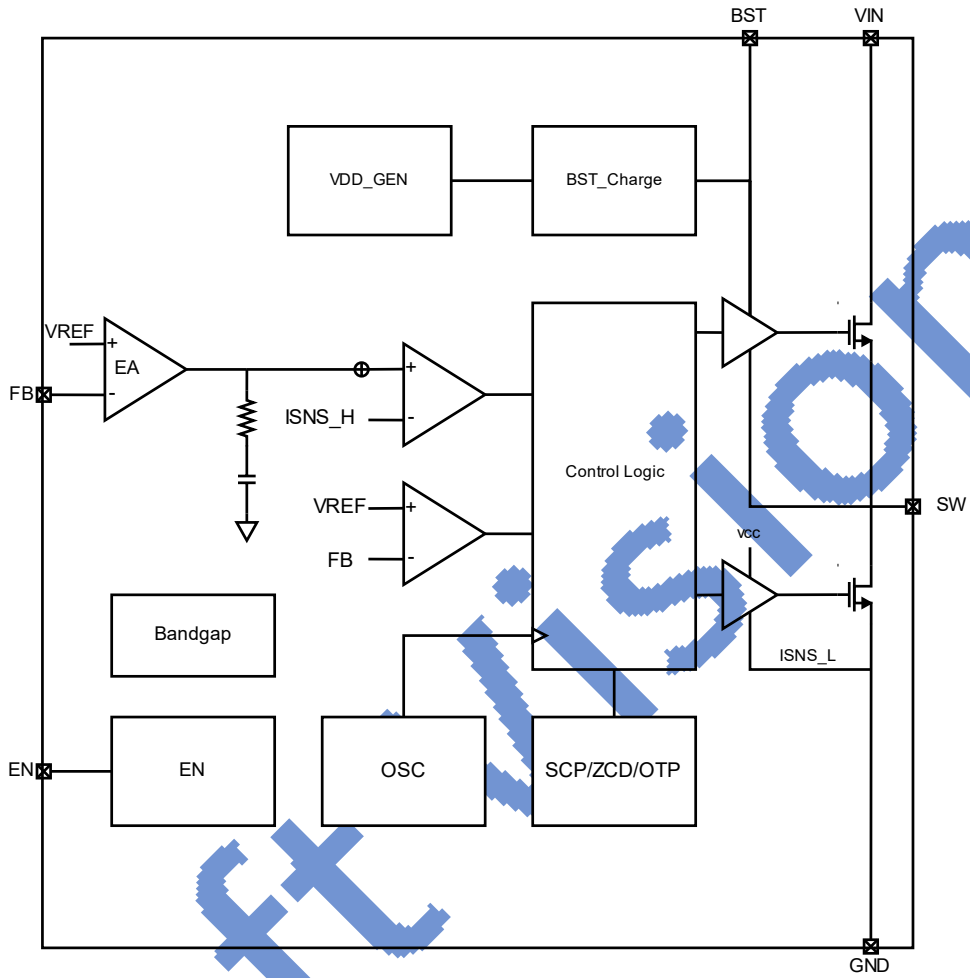 BST VIN
VDD_GEN BST_Charge
VREF + EA -
FB
+ ISNS_H -
Control Logic
VREF +
FB -
SW
vcc
Bandgap
ISNS_L
EN EN OSC SCP/ZCD/OTP
GND